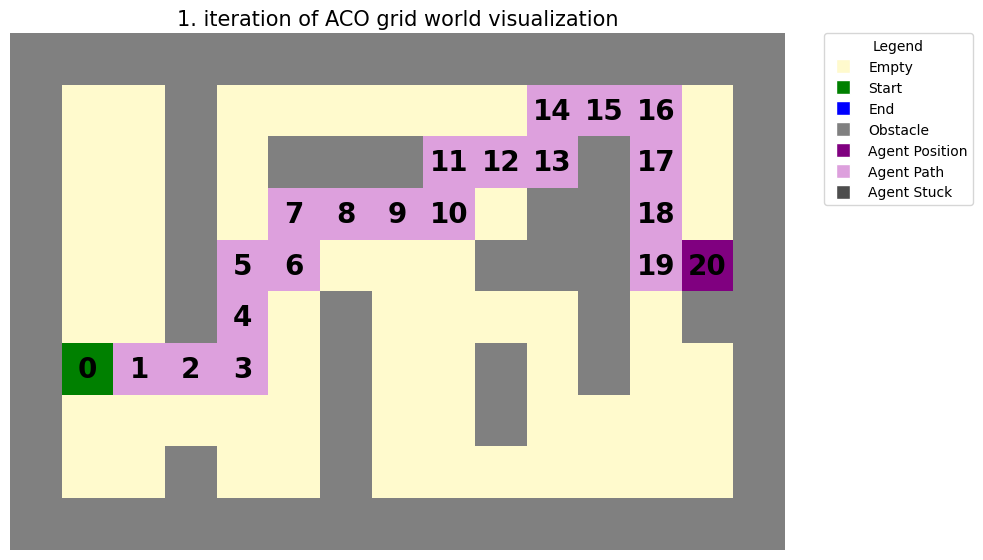 1. iteration of ACO grid world visualization
14 15 16
11 12 13 17
7 8 9 10 18
5 6 19 20
4
0 1 2 3
Legend
Empty
Start
End
Obstacle
Agent Position
Agent Path
Agent Stuck